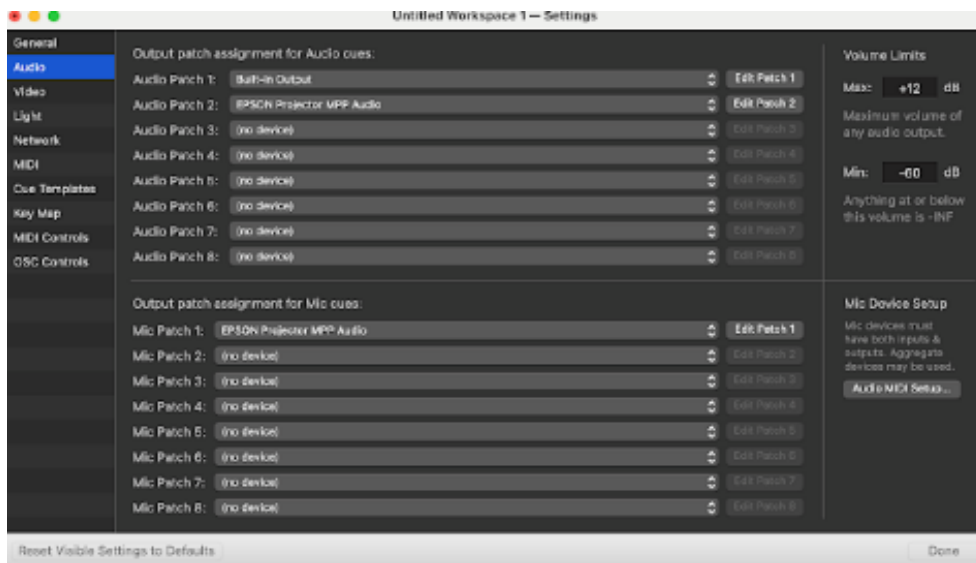 Untitled Workspace 1 — Settings
General
Audio
Video
Light
Network
MIDI
Cue Templates
Key Map
MIDI Controls
OSC Controls
Output patch assignment for Audio cues:
Audio Patch 1: Built-in Output Edit Patch 1
Audio Patch 2: EPSON Projector MPP Audio Edit Patch 2
Audio Patch 3: (no device) Edit Patch 3
Audio Patch 4: (no device) Edit Patch 4
Audio Patch 5: (no device) Edit Patch 5
Audio Patch 6: (no device) Edit Patch 6
Audio Patch 7: (no device) Edit Patch 7
Audio Patch 8: (no device) Edit Patch 8
Output patch assignment for Mic cues:
Mic Patch 1: EPSON Projector MPP Audio Edit Patch 1
Mic Patch 2: (no device) Edit Patch 2
Mic Patch 3: (no device) Edit Patch 3
Mic Patch 4: (no device) Edit Patch 4
Mic Patch 5: (no device) Edit Patch 5
Mic Patch 6: (no device) Edit Patch 6
Mic Patch 7: (no device) Edit Patch 7
Mic Patch 8: (no device) Edit Patch 8
Volume Limits
Max: +12 dB
Maximum volume of
any audio output.
Min: -60 dB
Anything at or below
this volume is -INF
Mic Device Setup
Mic devices must
have both inputs &
outputs. Aggregate
devices may be used.
Audio MIDI Setup...
Reset Visible Settings to Defaults
Done